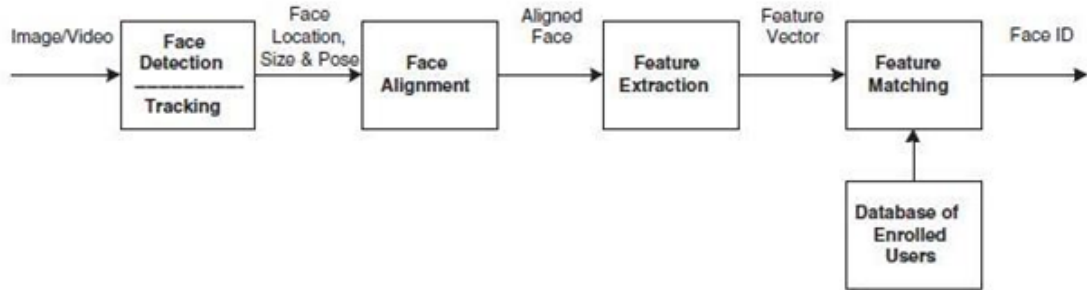 Image/Video
Face
Detection
Tracking
Face
Location,
Size & Pose
Face
Alignment
Aligned
Face
Feature
Extraction
Feature
Vector
Feature
Matching
Face ID
Database of
Enrolled
Users